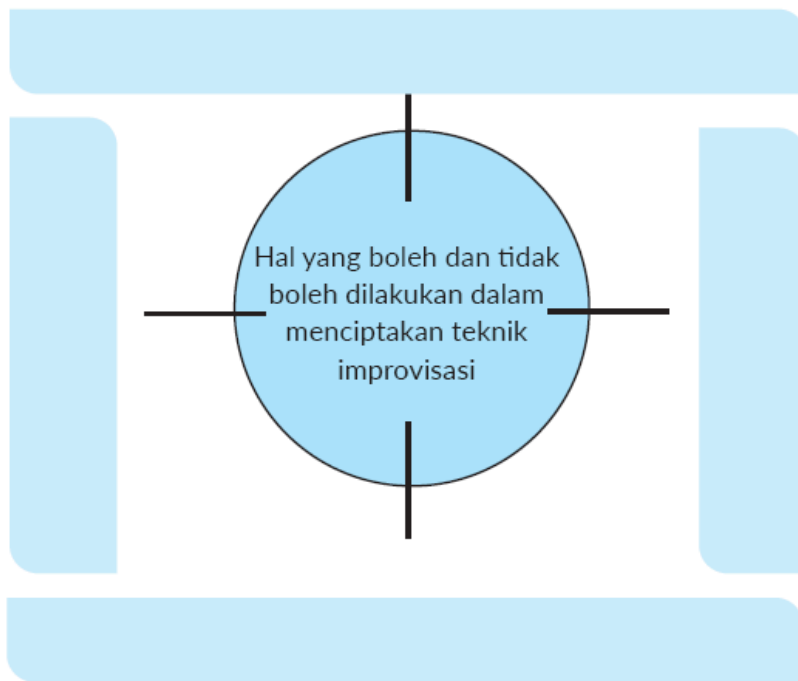 Hal yang boleh dan tidak
boleh dilakukan dalam
menciptakan teknik
improvisasi